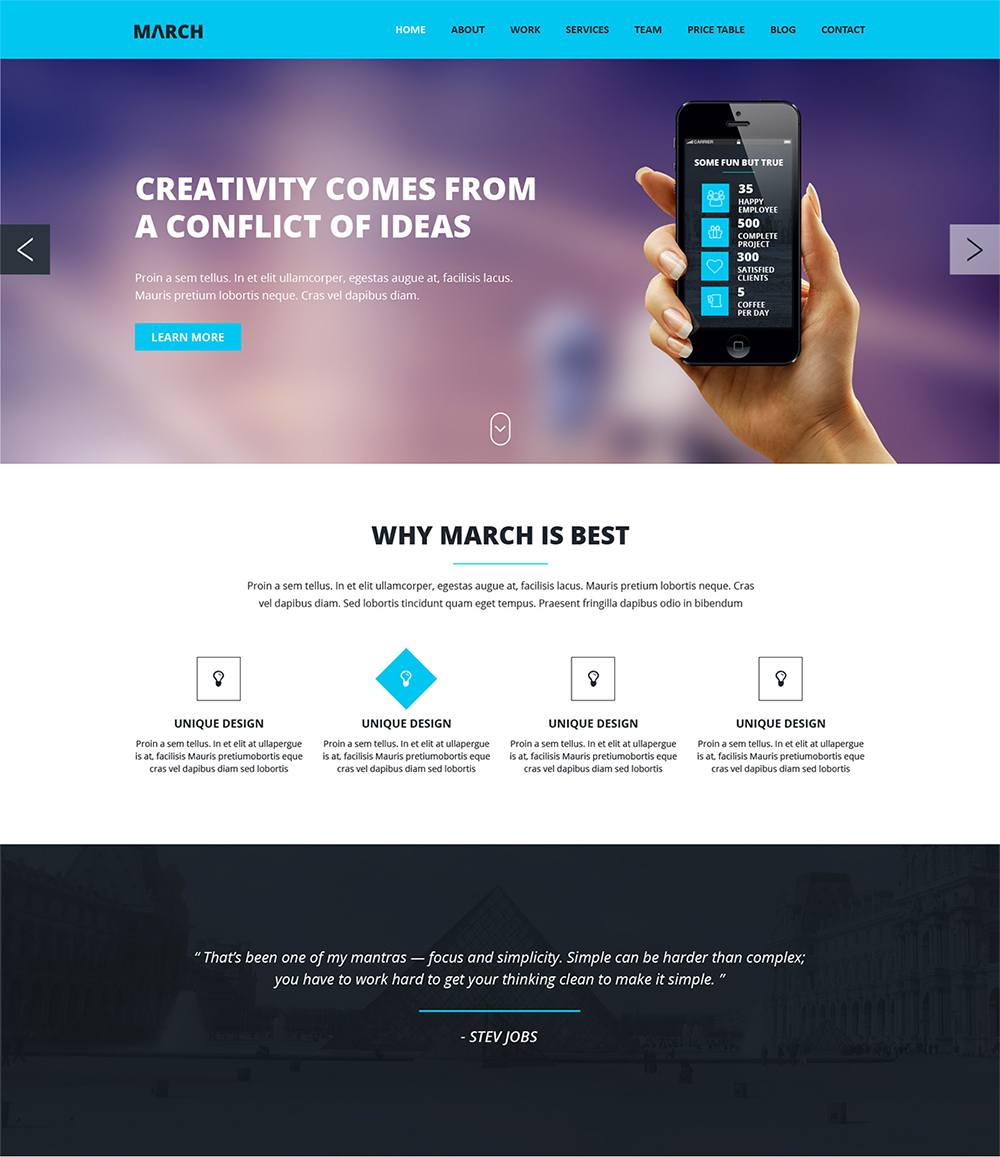 MARCH
HOME ABOUT WORK SERVICES TEAM PRICE TABLE BLOG CONTACT
CREATIVITY COMES FROM
A CONFLICT OF IDEAS
Proin a sem tellus. In et elit ullamcorper, egestas augue at, facilisis lacus.
Mauris pretium lobortis neque. Cras vel dapibus diam.
LEARN MORE
CARRIER
SOME FUN BUT TRUE
35
HAPPY
EMPLOYEE
500
COMPLETE
PROJECT
300
SATISFIED
CLIENTS
5
COFFEE
PER DAY
WHY MARCH IS BEST
Proin a sem tellus. In et elit ullamcorper, egestas augue at, facilisis lacus. Mauris pretium lobortis neque. Cras
vel dapibus diam. Sed lobortis tincidunt quam eget tempus. Praesent fringilla dapibus odio in bibendum
UNIQUE DESIGN
Proin a sem tellus. In et elit at ullapergue
is at, facilisis Mauris pretiumobortis eque
cras vel dapibus diam sed lobortis
UNIQUE DESIGN
Proin a sem tellus. In et elit at ullapergue
is at, facilisis Mauris pretiumobortis eque
cras vel dapibus diam sed lobortis
UNIQUE DESIGN
Proin a sem tellus. In et elit at ullapergue
is at, facilisis Mauris pretiumobortis eque
cras vel dapibus diam sed lobortis
UNIQUE DESIGN
Proin a sem tellus. In et elit at ullapergue
is at, facilisis Mauris pretiumobortis eque
cras vel dapibus diam sed lobortis
“ That’s been one of my mantras — focus and simplicity. Simple can be harder than complex;
you have to work hard to get your thinking clean to make it simple. ”
- STEV JOBS